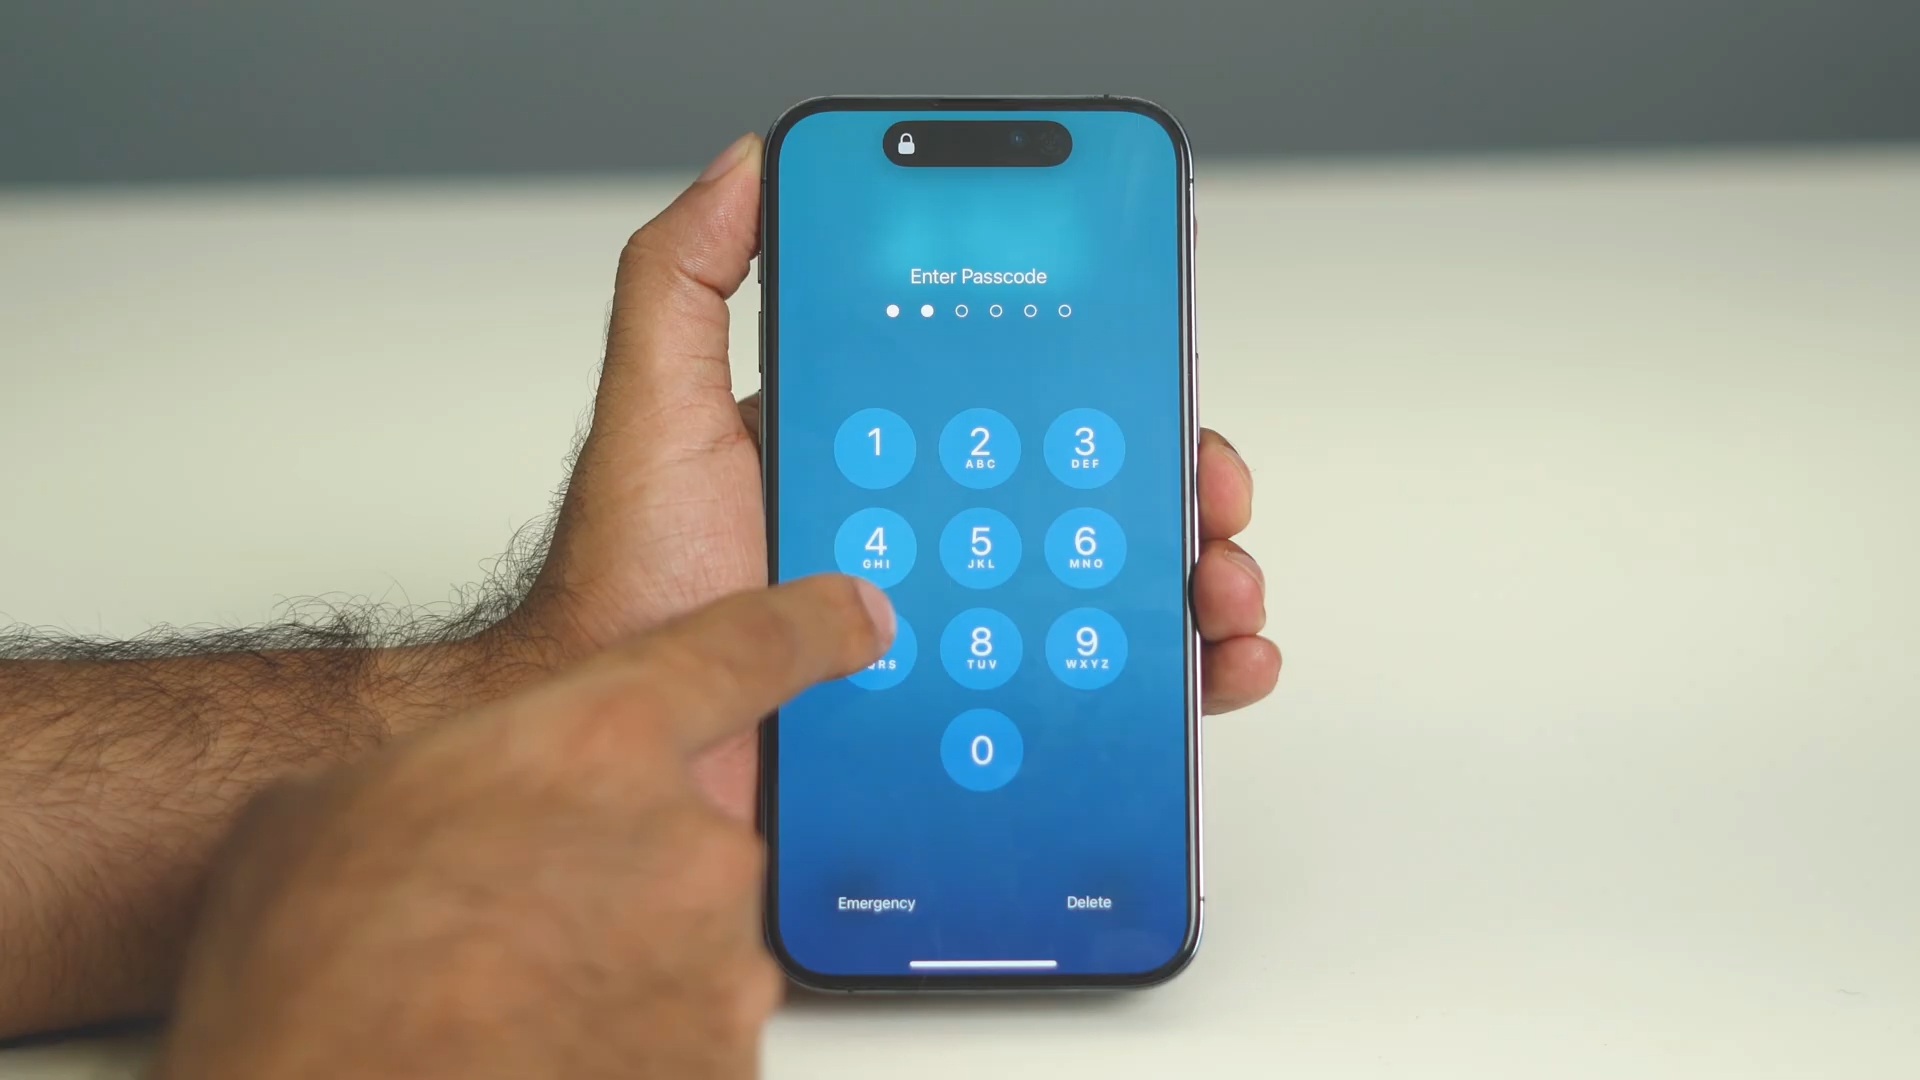 Enter Passcode
1 2 3
ABC DEF
4 5 6
GHI JKL MNO
8 9
QRS TUV WXYZ
0
Emergency Delete